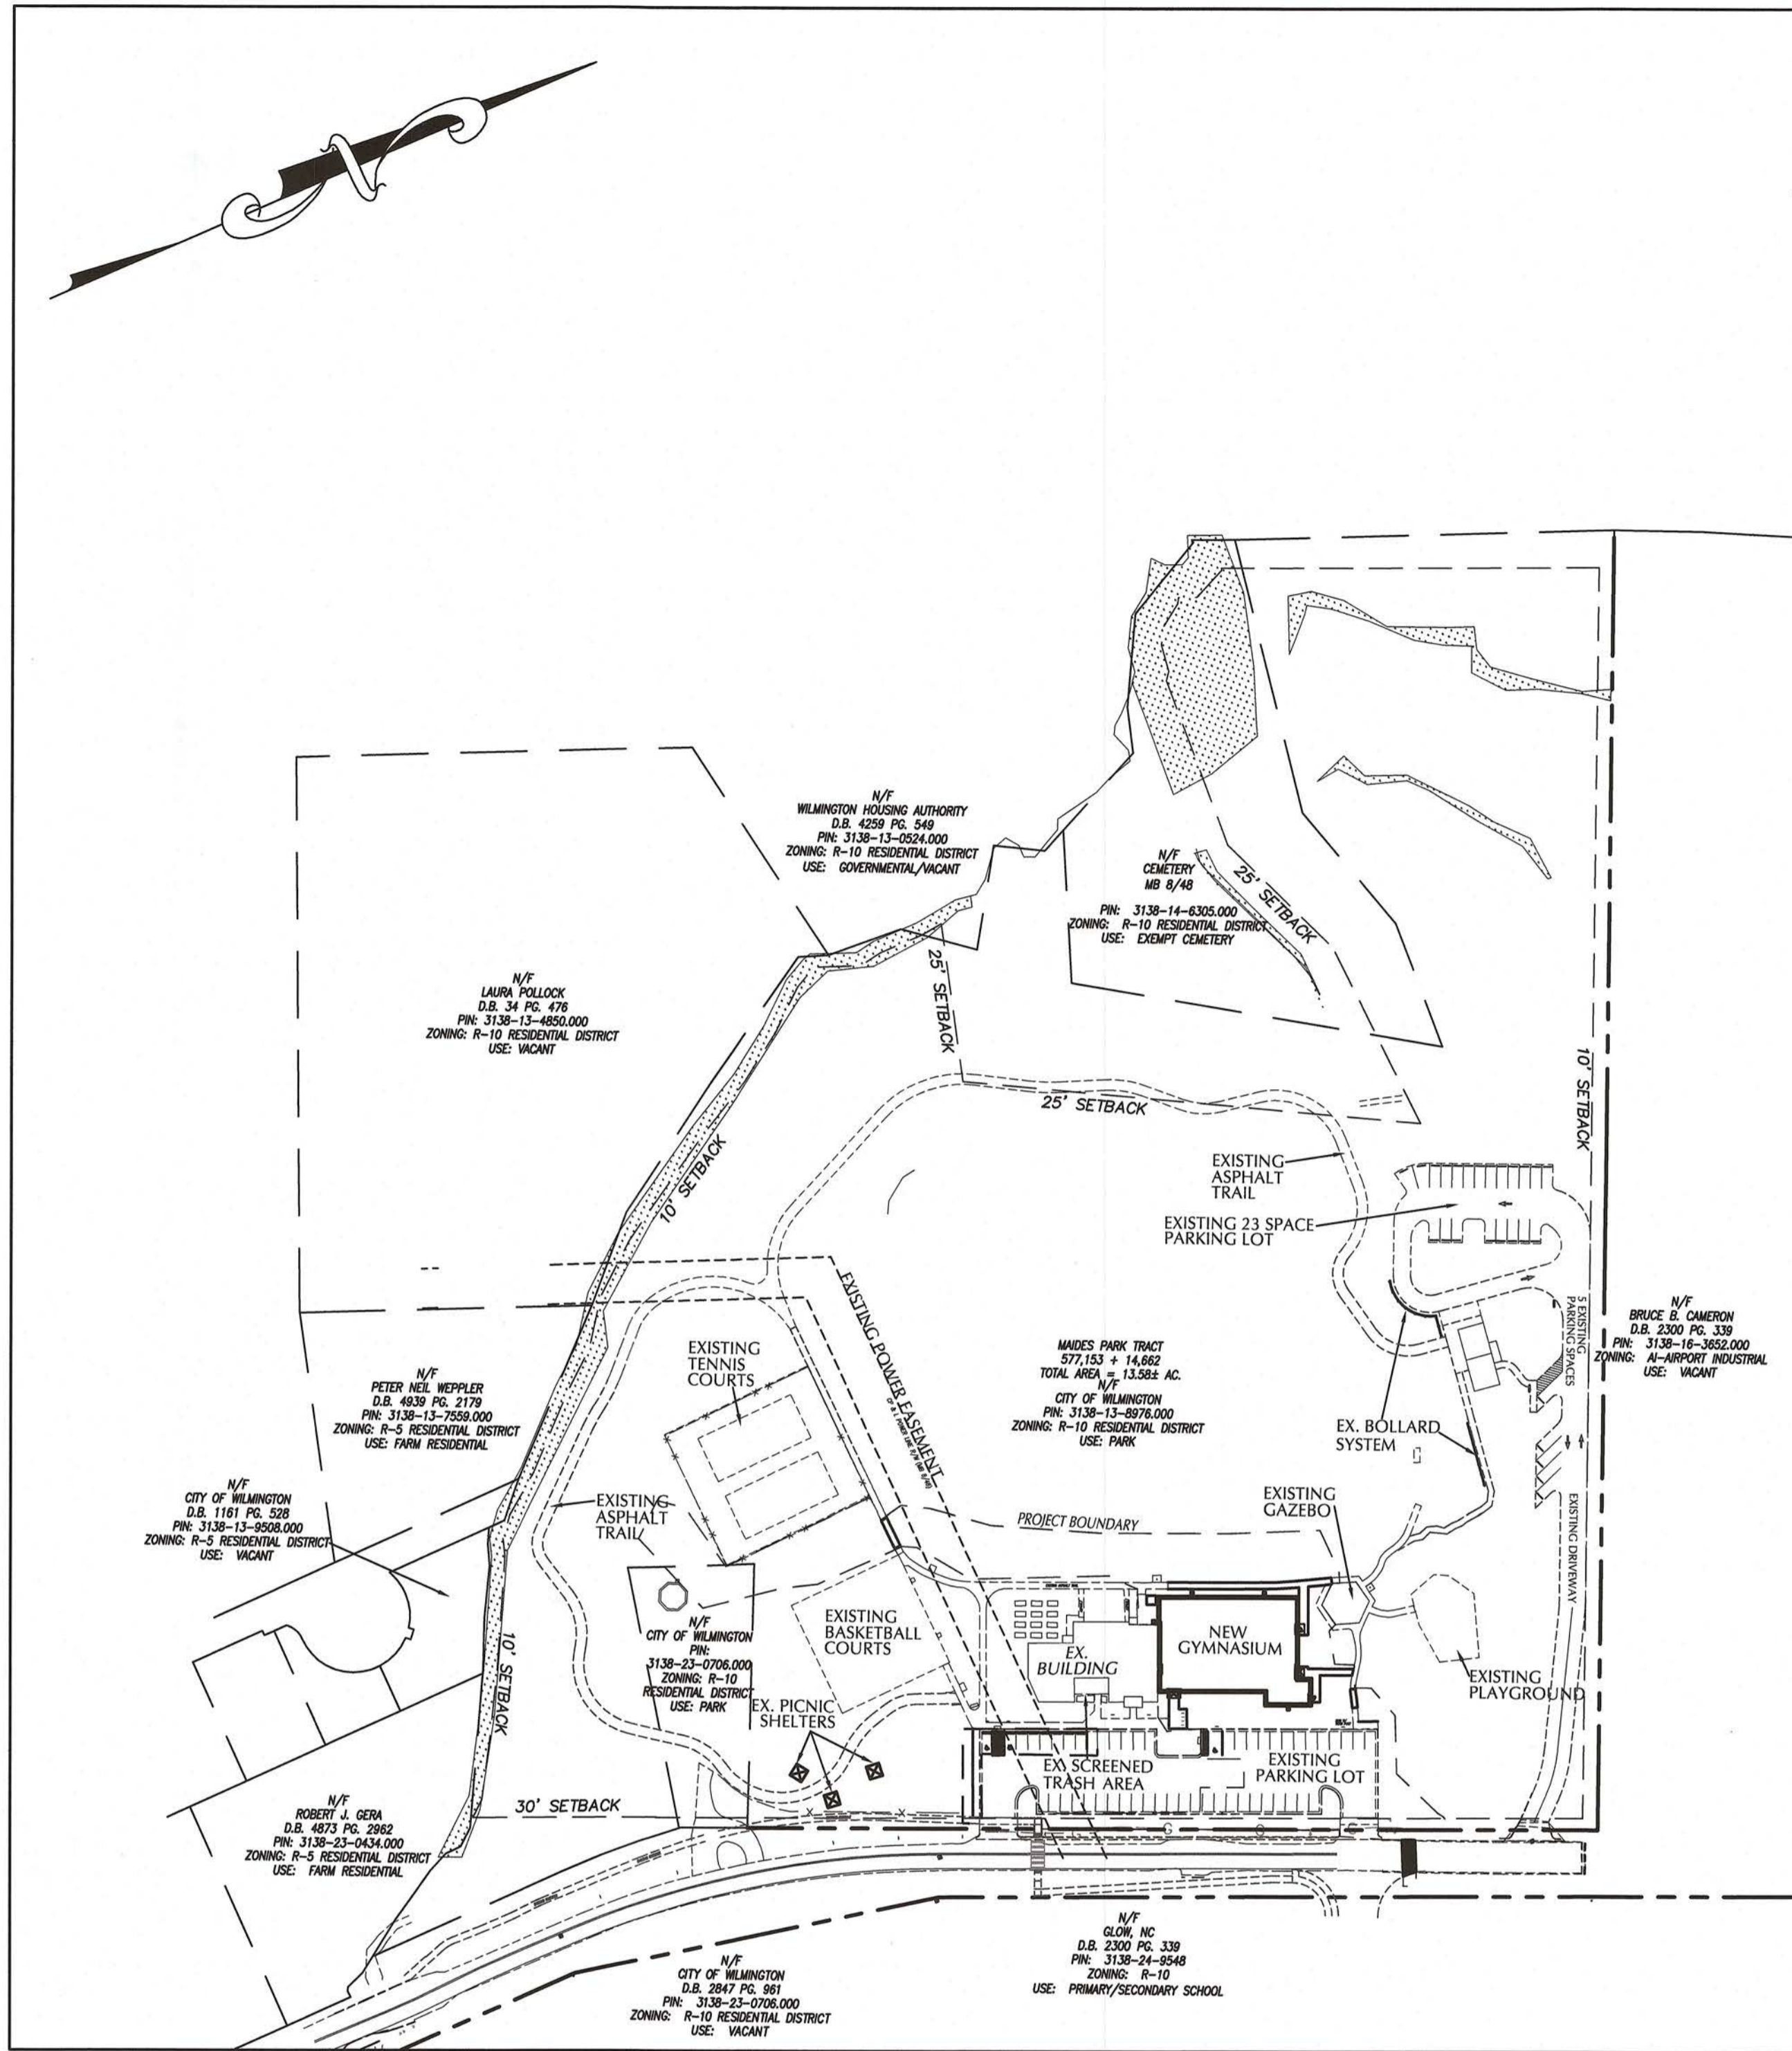 N
N/F
WILMINGTON HOUSING AUTHORITY
D.B. 4259 PG. 549
PIN: 3138-13-0524.000
ZONING: R-10 RESIDENTIAL DISTRICT
USE: GOVERNMENTAL/VACANT
N/F
CEMETERY
MB 8/48
PIN: 3138-14-6305.000
ZONING: R-10 RESIDENTIAL DISTRICT
USE: EXEMPT CEMETERY
25' SETBACK
N/F
LAURA POLLOCK
D.B. 34 PG. 476
PIN: 3138-13-4850.000
ZONING: R-10 RESIDENTIAL DISTRICT
USE: VACANT
25' SETBACK
10' SETBACK
25' SETBACK
10' SETBACK
EXISTING
ASPHALT
TRAIL
EXISTING 23 SPACE
PARKING LOT
5 EXISTING
PARKING SPACES
N/F
BRUCE B. CAMERON
D.B. 2300 PG. 339
PIN: 3138-16-3652.000
ZONING: AI-AIRPORT INDUSTRIAL
USE: VACANT
EXISTING POWER EASEMENT
EXISTING
TENNIS
COURTS
MAIDES PARK TRACT
577,153 + 14,662
TOTAL AREA = 13.58± AC.
N/F
CITY OF WILMINGTON
PIN: 3138-13-8976.000
ZONING: R-10 RESIDENTIAL DISTRICT
USE: PARK
N/F
PETER NEIL WEPPLER
D.B. 4939 PG. 2179
PIN: 3138-13-7559.000
ZONING: R-5 RESIDENTIAL DISTRICT
USE: FARM RESIDENTIAL
EX. BOLLARD
SYSTEM
N/F
CITY OF WILMINGTON
D.B. 1161 PG. 528
PIN: 3138-13-9508.000
ZONING: R-5 RESIDENTIAL DISTRICT
USE: VACANT
EXISTING
ASPHALT
TRAIL
EXISTING
GAZEBO
PROJECT BOUNDARY
EXISTING DRIVEWAY
N/F
CITY OF WILMINGTON
PIN:
3138-23-0706.000
ZONING: R-10
RESIDENTIAL DISTRICT
USE: PARK
EXISTING
BASKETBALL
COURTS
EX.
BUILDING
NEW
GYMNASIUM
EXISTING
PLAYGROUND
10' SETBACK
EX. PICNIC
SHELTERS
EX. SCREENED
TRASH AREA
EXISTING
PARKING LOT
30' SETBACK
N/F
ROBERT J. GERA
D.B. 4873 PG. 2962
PIN: 3138-23-0434.000
ZONING: R-5 RESIDENTIAL DISTRICT
USE: FARM RESIDENTIAL
N/F
GLOW, NC
D.B. 2300 PG. 339
PIN: 3138-24-9548
ZONING: R-10
USE: PRIMARY/SECONDARY SCHOOL
N/F
CITY OF WILMINGTON
D.B. 2847 PG. 961
PIN: 3138-23-0706.000
ZONING: R-10 RESIDENTIAL DISTRICT
USE: VACANT